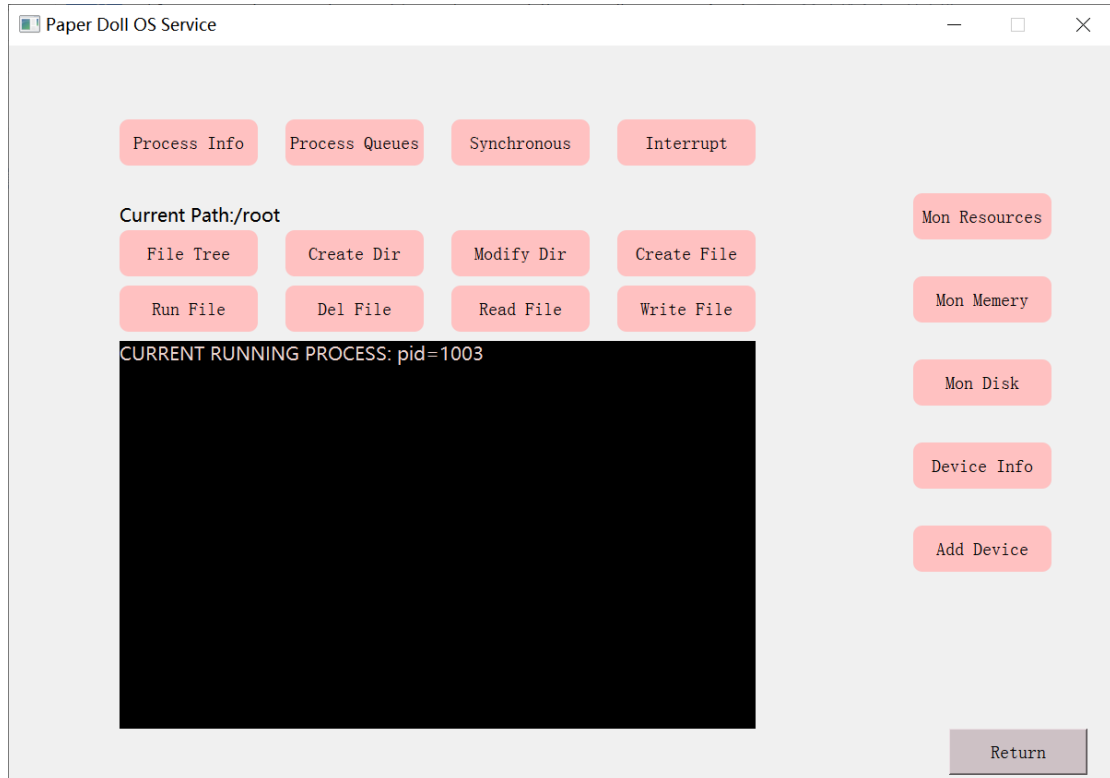 Paper Doll OS Service
Process Info Process Queues Synchronous Interrupt
Current Path:/root
File Tree Create Dir Modify Dir Create File
Run File Del File Read File Write File
CURRENT RUNNING PROCESS: pid=1003
Mon Resources
Mon Memery
Mon Disk
Device Info
Add Device
Return